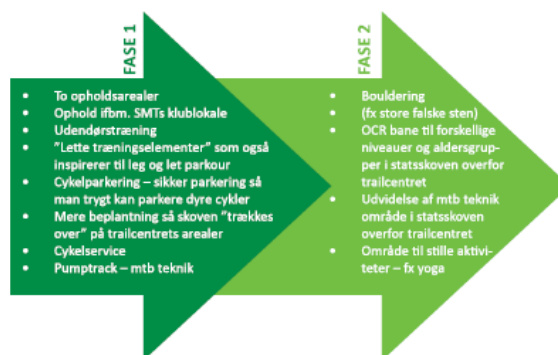 FASE 1
• To opholdsarealer
• Ophold ifbm. SMTs klublokale
• Udendørstræning
• "Lette træningselementer" som også
inspirerer til leg og let parkour
• Cykelparkering – sikker parkering så
man trygt kan parkere dyre cykler
• Mere beplantning så skoven "trækkes
over" på trailcentrets arealer
• Cykelservice
• Pumptrack – mtb teknik
FASE 2
• Bouldering
• (fx store falske sten)
• OCR bane til forskellige
niveauer og aldersgrup-
per i statsskoven overfor
trailcentret
• Udvidelse af mtb teknik
område i statsskoven
overfor trailcentret
• Område til stille aktivi-
teter – fx yoga